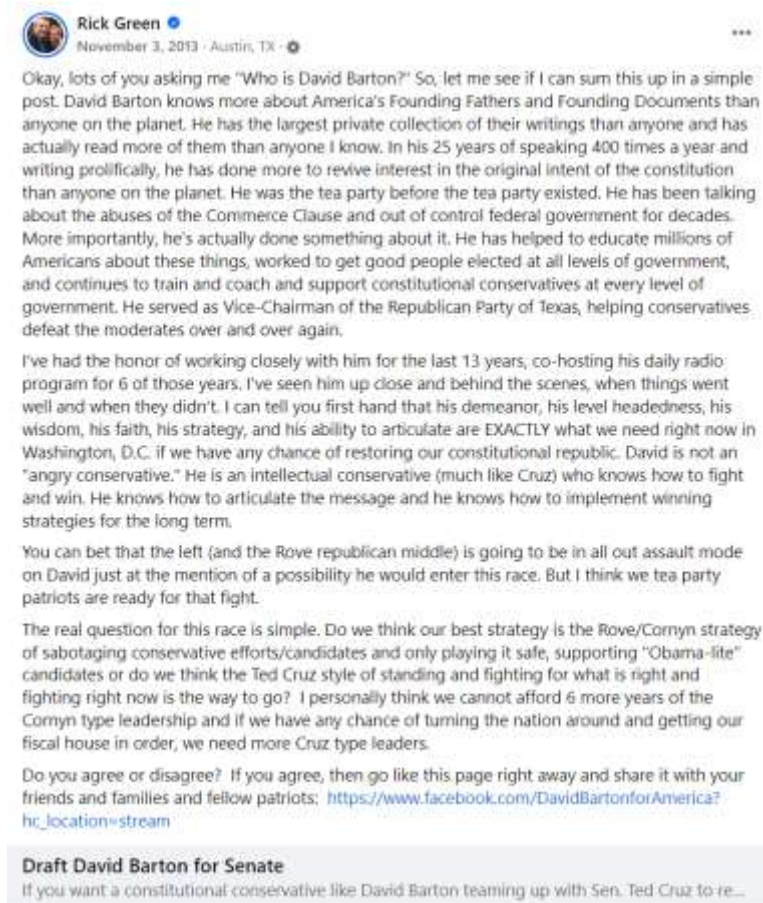 Rick Green
November 3, 2013 · Austin, TX ·
Okay, lots of you asking me "Who is David Barton?" So, let me see if I can sum this up in a simple
post. David Barton knows more about America's Founding Fathers and Founding Documents than
anyone on the planet. He has the largest private collection of their writings than anyone and has
actually read more of them than anyone I know. In his 25 years of speaking 400 times a year and
writing prolifically, he has done more to revive interest in the original intent of the constitution
than anyone on the planet. He was the tea party before the tea party existed. He has been talking
about the abuses of the Commerce Clause and out of control federal government for decades.
More importantly, he's actually done something about it. He has helped to educate millions of
Americans about these things, worked to get good people elected at all levels of government,
and continues to train and coach and support constitutional conservatives at every level of
government. He served as Vice-Chairman of the Republican Party of Texas, helping conservatives
defeat the moderates over and over again.
I've had the honor of working closely with him for the last 13 years, co-hosting his daily radio
program for 6 of those years. I've seen him up close and behind the scenes, when things went
well and when they didn't. I can tell you first hand that his demeanor, his level headedness, his
wisdom, his faith, his strategy, and his ability to articulate are EXACTLY what we need right now in
Washington, D.C. if we have any chance of restoring our constitutional republic. David is not an
"angry conservative." He is an intellectual conservative (much like Cruz) who knows how to fight
and win. He knows how to articulate the message and he knows how to implement winning
strategies for the long term.
You can bet that the left (and the Rove republican middle) is going to be in all out assault mode
on David just at the mention of a possibility he would enter this race. But I think we tea party
patriots are ready for that fight.
The real question for this race is simple. Do we think our best strategy is the Rove/Cornyn strategy
of sabotaging conservative efforts/candidates and only playing it safe, supporting "Obama-lite"
candidates or do we think the Ted Cruz style of standing and fighting for what is right and
fighting right now is the way to go? I personally think we cannot afford 6 more years of the
Cornyn type leadership and if we have any chance of turning the nation around and getting our
fiscal house in order, we need more Cruz type leaders.
Do you agree or disagree? If you agree, then go like this page right away and share it with your
friends and families and fellow patriots: https://www.facebook.com/DavidBartonforAmerica?
hc_location=stream
Draft David Barton for Senate
If you want a constitutional conservative like David Barton teaming up with Sen. Ted Cruz to re...